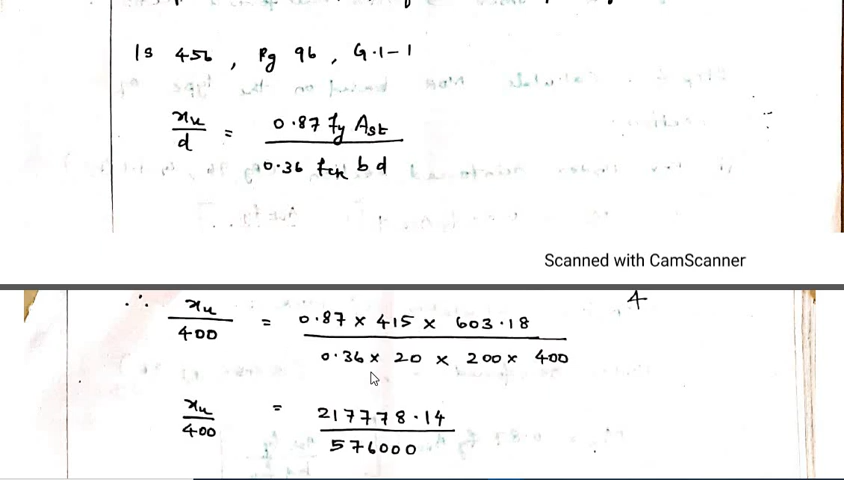 IS 456, Pg 96, G.1-1
xu/d = 0.87 fy Ast / 0.36 fck b d
Scanned with CamScanner
4
∴ xu/400 = 0.87 × 415 × 603.18 / 0.36 × 20 × 200 × 400
xu/400 = 217778.14 / 576000